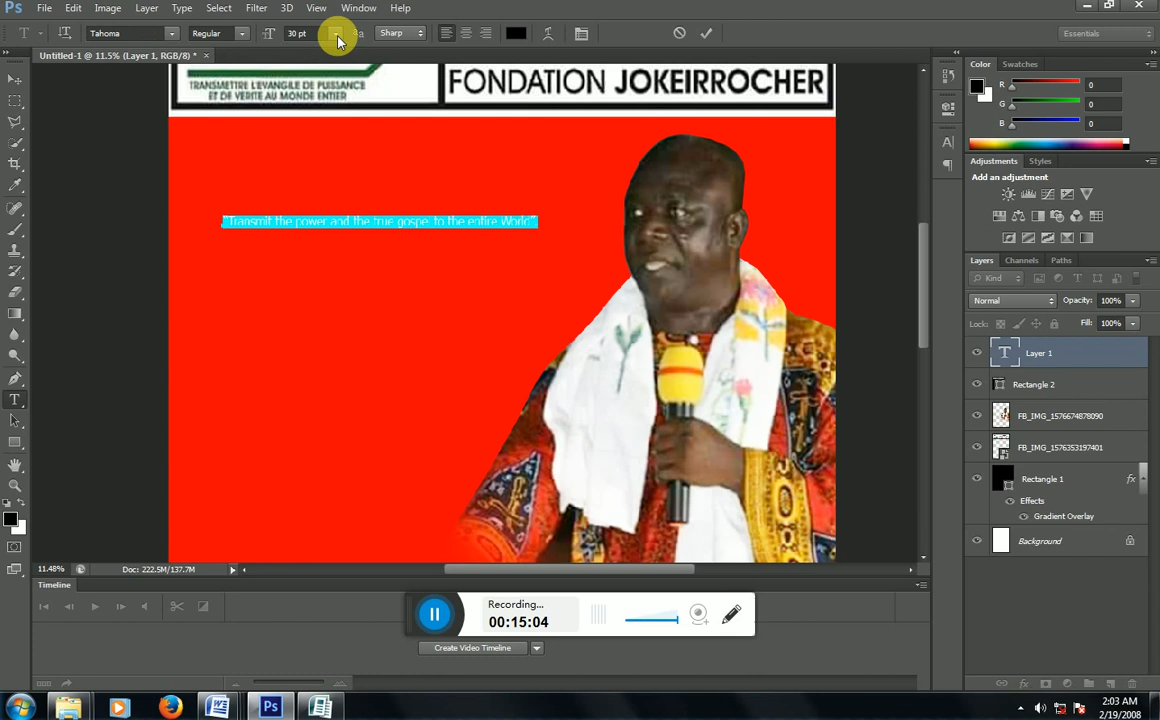 Ps File Edit Image Layer Type Select Filter 3D View Window Help
T Tahoma Regular 30 pt Sharp Essentials
Untitled-1 @ 11.5% (Layer 1, RGB/8) *
TRANSMETTRE L'EVANGILE DE PUISSANCE
ET DE VERITE AU MONDE ENTIER
FONDATION JOKEIRROCHER
"Transmit the power and the true gospel to the entire World"
Color Swatches
R 0
G 0
B 0
Adjustments Styles
Add an adjustment
Layers Channels Paths
Kind
Normal Opacity: 100%
Lock: Fill: 100%
T Layer 1
Rectangle 2
FB_IMG_1576674878090
FB_IMG_1576353197401
Rectangle 1 fx
Effects
Gradient Overlay
Background
11.48% Doc: 222.5M/137.7M
Timeline
Recording...
00:15:04
Create Video Timeline
2:03 AM
2/19/2008